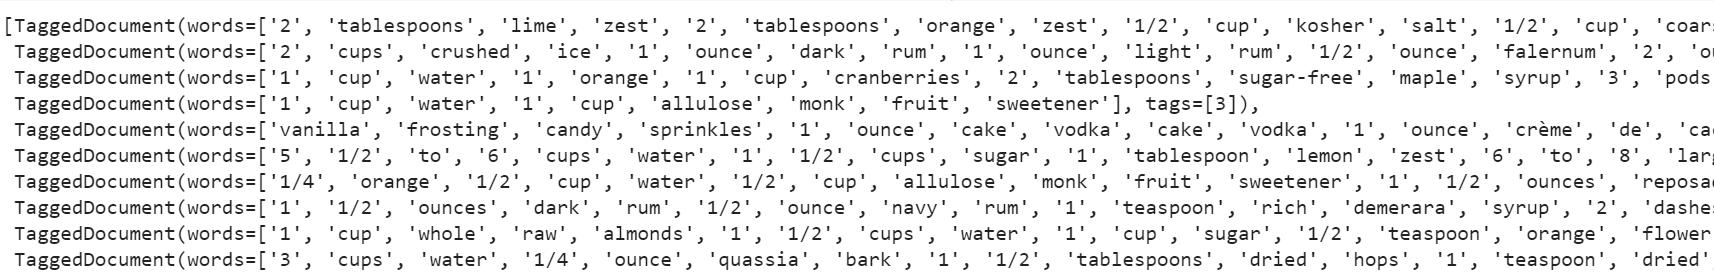 [TaggedDocument(words=['2', 'tablespoons', 'lime', 'zest', '2', 'tablespoons', 'orange', 'zest', '1/2', 'cup', 'kosher', 'salt', '1/2', 'cup', 'coars
TaggedDocument(words=['2', 'cups', 'crushed', 'ice', '1', 'ounce', 'dark', 'rum', '1', 'ounce', 'light', 'rum', '1/2', 'ounce', 'falernum', '2', 'ou
TaggedDocument(words=['1', 'cup', 'water', '1', 'orange', '1', 'cup', 'cranberries', '2', 'tablespoons', 'sugar-free', 'maple', 'syrup', '3', 'pods
TaggedDocument(words=['1', 'cup', 'water', '1', 'cup', 'allulose', 'monk', 'fruit', 'sweetener'], tags=[3]),
TaggedDocument(words=['vanilla', 'frosting', 'candy', 'sprinkles', '1', 'ounce', 'cake', 'vodka', 'cake', 'vodka', '1', 'ounce', 'crème', 'de', 'cac
TaggedDocument(words=['5', '1/2', 'to', '6', 'cups', 'water', '1', '1/2', 'cups', 'sugar', '1', 'tablespoon', 'lemon', 'zest', '6', 'to', '8', 'larg
TaggedDocument(words=['1/4', 'orange', '1/2', 'cup', 'water', '1/2', 'cup', 'allulose', 'monk', 'fruit', 'sweetener', '1', '1/2', 'ounces', 'reposad
TaggedDocument(words=['1', '1/2', 'ounces', 'dark', 'rum', '1/2', 'ounce', 'navy', 'rum', '1', 'teaspoon', 'rich', 'demerara', 'syrup', '2', 'dashes
TaggedDocument(words=['1', 'cup', 'whole', 'raw', 'almonds', '1', '1/2', 'cups', 'water', '1', 'cup', 'sugar', '1/2', 'teaspoon', 'orange', 'flower
TaggedDocument(words=['3', 'cups', 'water', '1/4', 'ounce', 'quassia', 'bark', '1', '1/2', 'tablespoons', 'dried', 'hops', '1', 'teaspoon', 'dried'